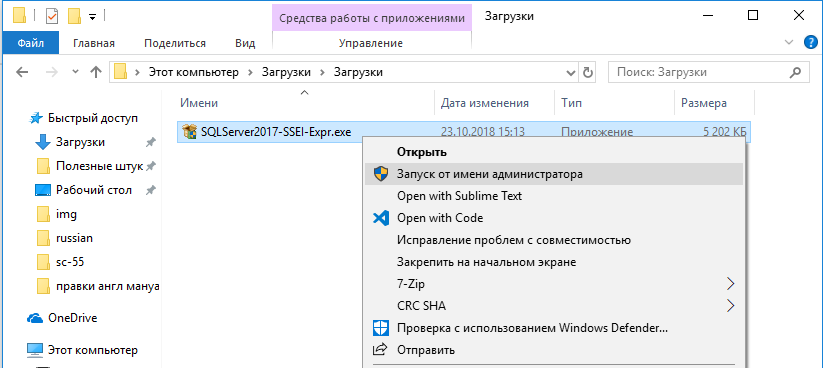 Средства работы с приложениями
Загрузки
Файл
Главная
Поделиться
Вид
Управление
Этот компьютер
Загрузки
Загрузки
Поиск: Загрузки
Имени
Дата изменения
Тип
Размера
Быстрый доступ
Загрузки
Полезные штук
Рабочий стол
img
russian
sc-55
правки англ мануа
OneDrive
Этот компьютер
SQLServer2017-SSEI-Expr.exe
23.10.2018 15:13
Приложение
5 202 КБ
Открыть
Запуск от имени администратора
Open with Sublime Text
Open with Code
Исправление проблем с совместимостью
Закрепить на начальном экране
7-Zip
CRC SHA
Проверка с использованием Windows Defender...
Отправить